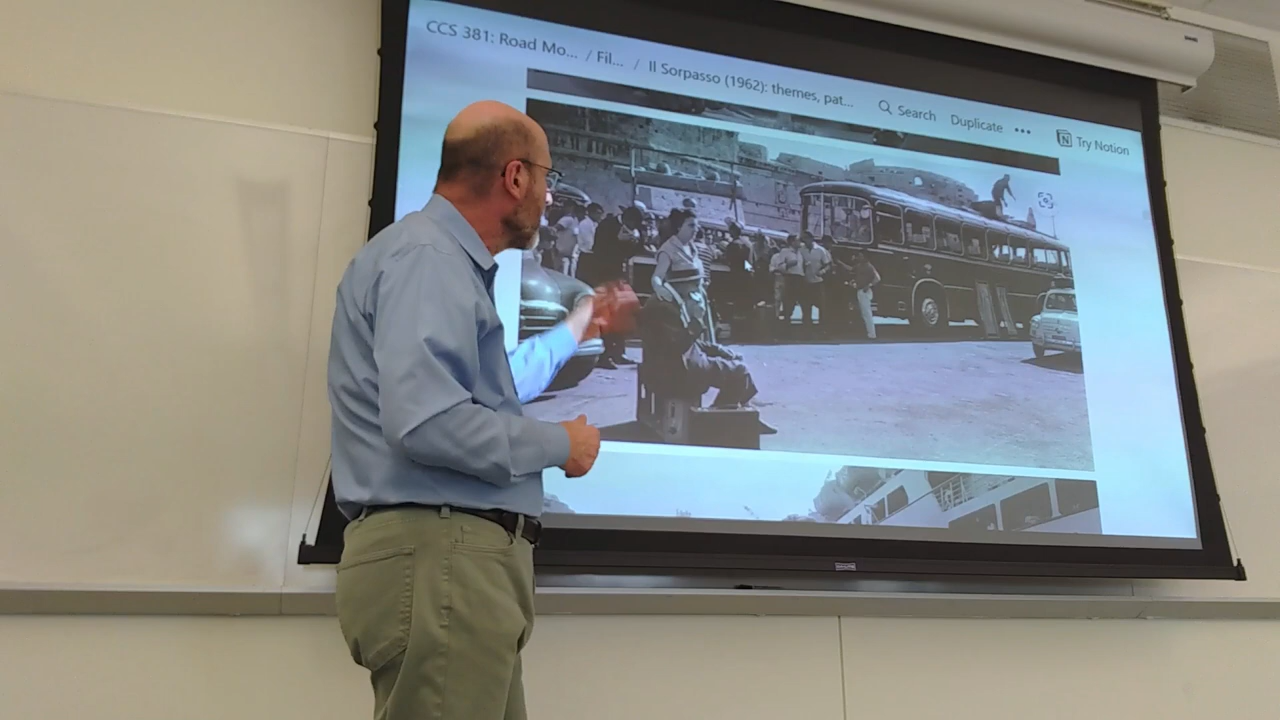 CCS 381: Road Mo... / Fil... / Il Sorpasso (1962): themes, pat...
Search
Duplicate
Try Notion